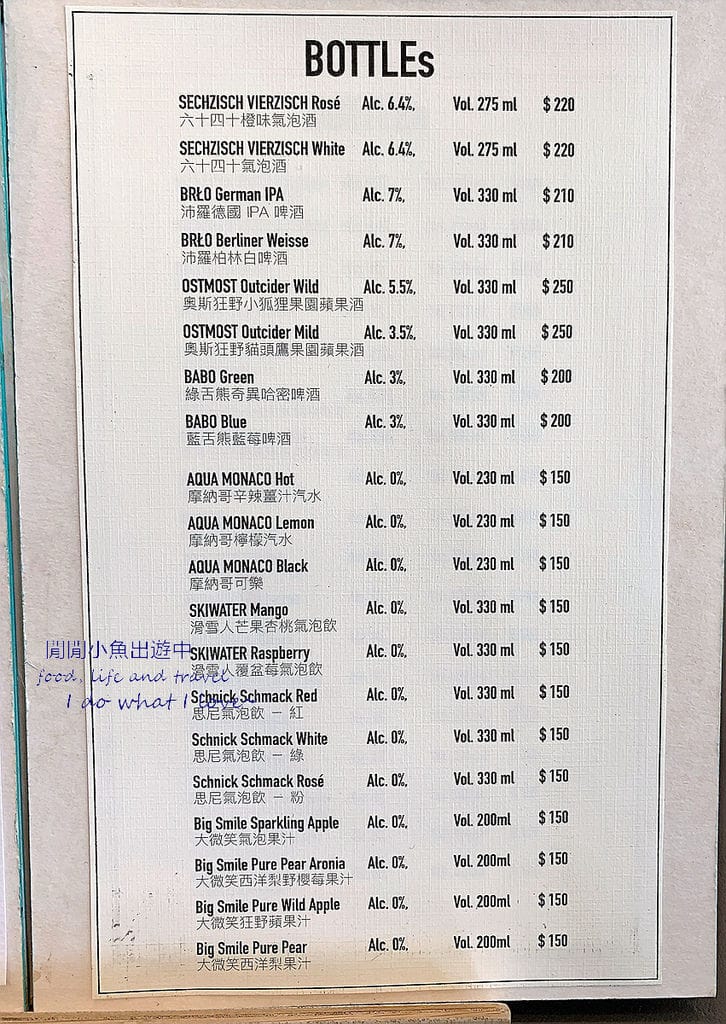 BOTTLEs
SECHZISCH VIERZISCH Rosé Alc. 6.4%, Vol. 275 ml $ 220
六十四十橙味氣泡酒
SECHZISCH VIERZISCH White Alc. 6.4%, Vol. 275 ml $ 220
六十四十氣泡酒
BRŁO German IPA Alc. 7%, Vol. 330 ml $ 210
沛羅德國 IPA 啤酒
BRŁO Berliner Weisse Alc. 7%, Vol. 330 ml $ 210
沛羅柏林白啤酒
OSTMOST Outcider Wild Alc. 5.5%, Vol. 330 ml $ 250
奧斯狂野小狐狸果園蘋果酒
OSTMOST Outcider Mild Alc. 3.5%, Vol. 330 ml $ 250
奧斯狂野貓頭鷹果園蘋果酒
BABO Green Alc. 3%, Vol. 330 ml $ 200
綠舌熊奇異哈密啤酒
BABO Blue Alc. 3%, Vol. 330 ml $ 200
藍舌熊藍莓啤酒
AQUA MONACO Hot Alc. 0%, Vol. 230 ml $ 150
摩納哥辛辣薑汁汽水
AQUA MONACO Lemon Alc. 0%, Vol. 230 ml $ 150
摩納哥檸檬汽水
AQUA MONACO Black Alc. 0%, Vol. 230 ml $ 150
摩納哥可樂
SKIWATER Mango Alc. 0%, Vol. 330 ml $ 150
滑雪人芒果杏桃氣泡飲
SKIWATER Raspberry Alc. 0%, Vol. 330 ml $ 150
滑雪人覆盆莓氣泡飲
Schnick Schmack Red Alc. 0%, Vol. 330 ml $ 150
思尼氣泡飲 － 紅
Schnick Schmack White Alc. 0%, Vol. 330 ml $ 150
思尼氣泡飲 － 綠
Schnick Schmack Rosé Alc. 0%, Vol. 330 ml $ 150
思尼氣泡飲 － 粉
Big Smile Sparkling Apple Alc. 0%, Vol. 200ml $ 150
大微笑氣泡果汁
Big Smile Pure Pear Aronia Alc. 0%, Vol. 200ml $ 150
大微笑西洋梨野櫻莓果汁
Big Smile Pure Wild Apple Alc. 0%, Vol. 200ml $ 150
大微笑狂野蘋果汁
Big Smile Pure Pear Alc. 0%, Vol. 200ml $ 150
大微笑西洋梨果汁
閒閒小魚出遊中
food, life and travel
I do what I love~